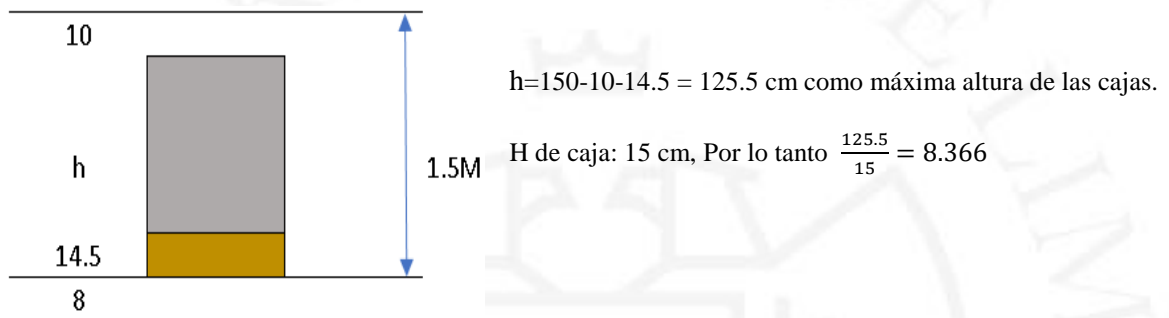 10
h
14.5
8
1.5M
h=150-10-14.5 = 125.5 cm como máxima altura de las cajas.
H de caja: 15 cm, Por lo tanto 125.5/15 = 8.366